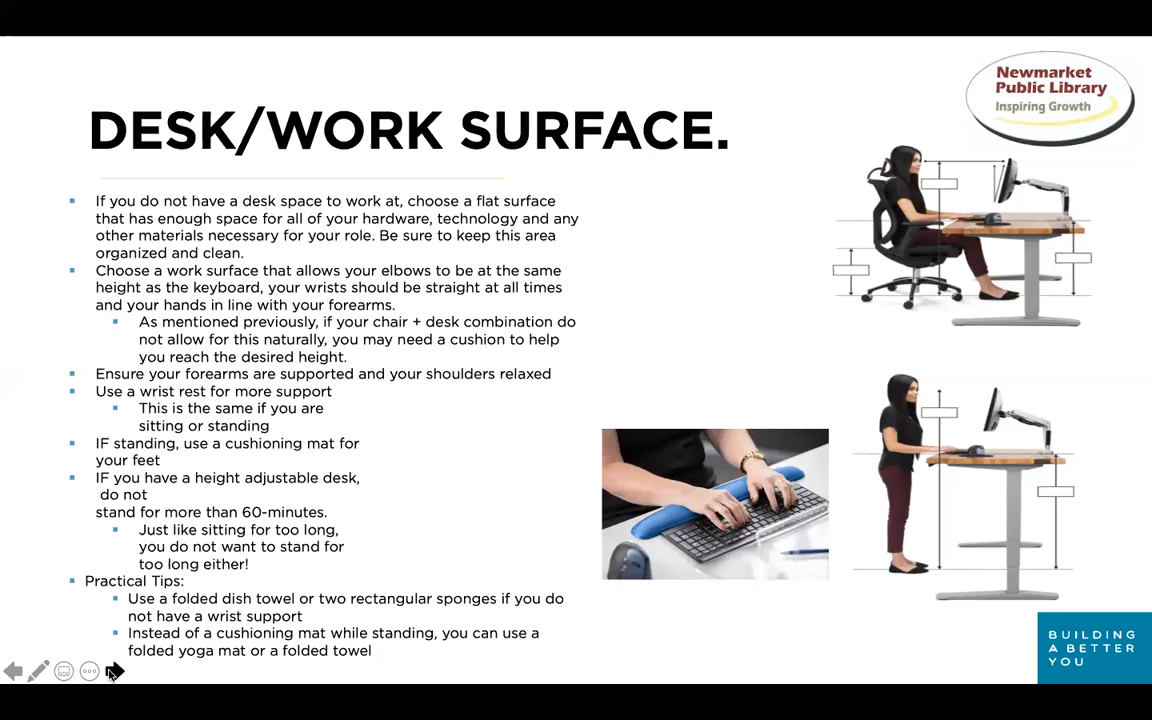 Newmarket
Public Library
Inspiring Growth
DESK/WORK SURFACE.
If you do not have a desk space to work at, choose a flat surface
that has enough space for all of your hardware, technology and any
other materials necessary for your role. Be sure to keep this area
organized and clean.
Choose a work surface that allows your elbows to be at the same
height as the keyboard, your wrists should be straight at all times
and your hands in line with your forearms.
As mentioned previously, if your chair + desk combination do
not allow for this naturally, you may need a cushion to help
you reach the desired height.
Ensure your forearms are supported and your shoulders relaxed
Use a wrist rest for more support
This is the same if you are
sitting or standing
IF standing, use a cushioning mat for
your feet
IF you have a height adjustable desk,
do not
stand for more than 60-minutes.
Just like sitting for too long,
you do not want to stand for
too long either!
Practical Tips:
Use a folded dish towel or two rectangular sponges if you do
not have a wrist support
Instead of a cushioning mat while standing, you can use a
folded yoga mat or a folded towel
BUILDING
A BETTER
YOU